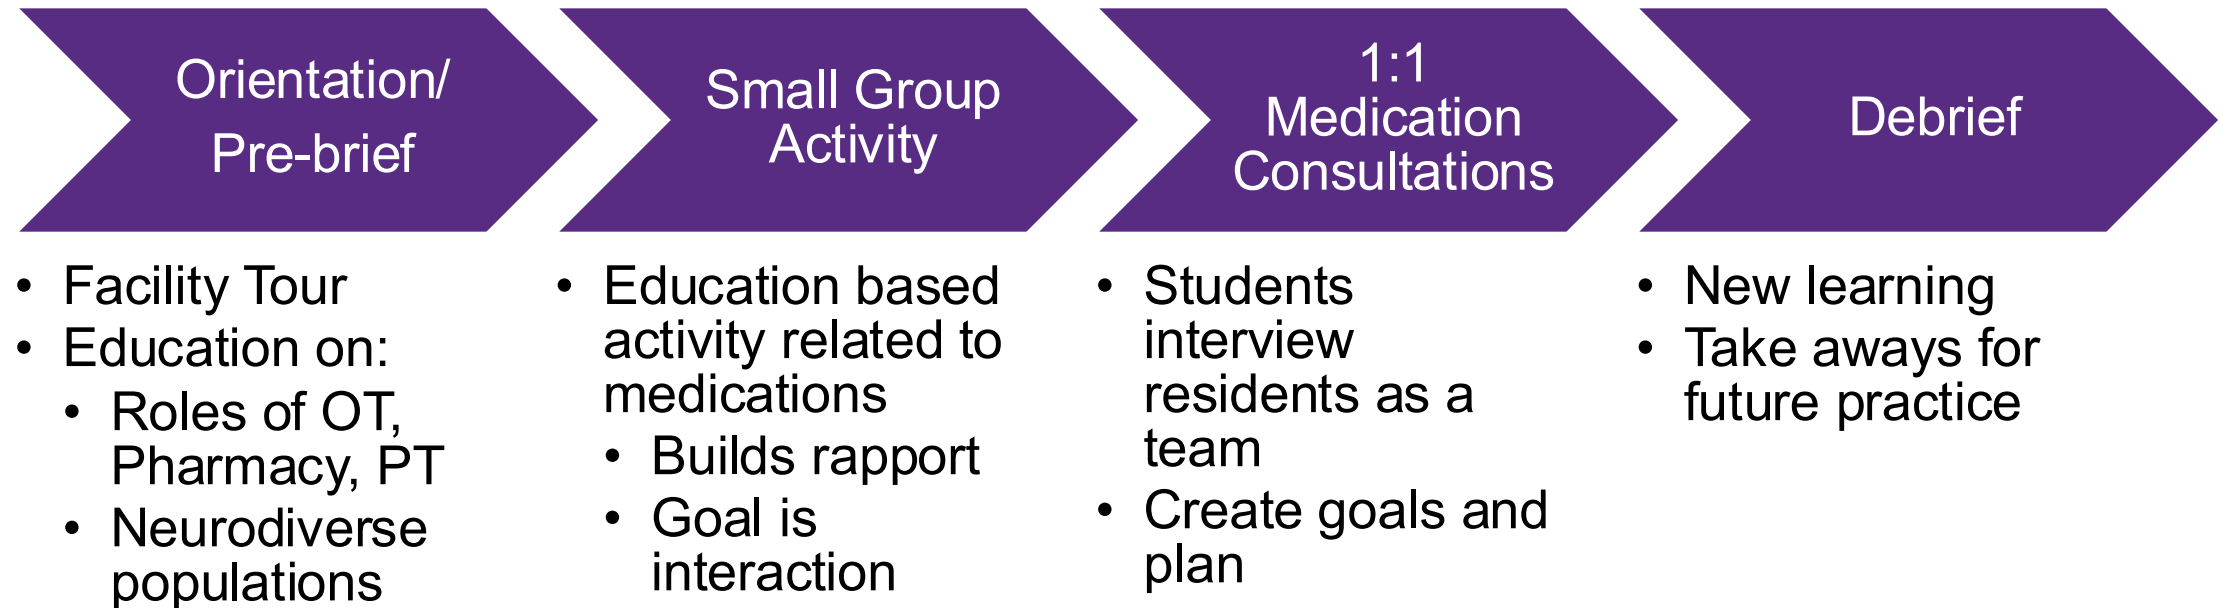 Orientation/
Pre-brief
• Facility Tour
• Education on:
• Roles of OT,
Pharmacy, PT
• Neurodiverse
populations
Small Group
Activity
• Education based
activity related to
medications
• Builds rapport
• Goal is
interaction
1:1
Medication
Consultations
• Students
interview
residents as a
team
• Create goals and
plan
Debrief
• New learning
• Take aways for
future practice